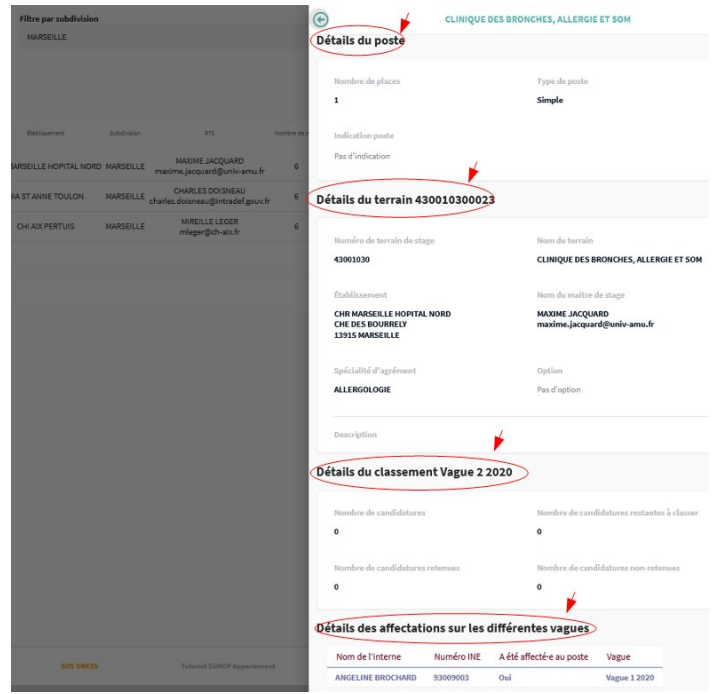 Filtre par subdivision
MARSEILLE
Etablissement Subdivision RTS Nombre de
MARSEILLE HOPITAL NORD MARSEILLE MAXIME JACQUARD 6
maxime.jacquard@univ-amu.fr
ST ANNE TOULON MARSEILLE CHARLES DOISNEAU 6
charles.doisneau@intradef.gouv.fr
CHI AIX PERTUIS MARSEILLE MIREILLE LEGER 6
mleger@ch-aix.fr
SOS UNESS Tutoriel SIIMOP Appariement
CLINIQUE DES BRONCHES, ALLERGIE ET SOM
Détails du poste
Nombre de places Type de poste
1 Simple
Indication poste
Pas d'indication
Détails du terrain 430010300023
Numéro de terrain de stage Nom du terrain
43001030 CLINIQUE DES BRONCHES, ALLERGIE ET SOM
Établissement Nom du maitre de stage
CHR MARSEILLE HOPITAL NORD MAXIME JACQUARD
CHE DES BOURRELY maxime.jacquard@univ-amu.fr
13915 MARSEILLE
Spécialité d'agrément Option
ALLERGOLOGIE Pas d'option
Description
Détails du classement Vague 2 2020
Nombre de candidatures Nombre de candidatures restantes à classer
0 0
Nombre de candidatures retenues Nombre de candidatures non-retenues
0 0
Détails des affectations sur les différentes vagues
Nom de l'interne Numéro INE A été affecté·e au poste Vague
ANGELINE BROCHARD 93009003 Oui Vague 1 2020